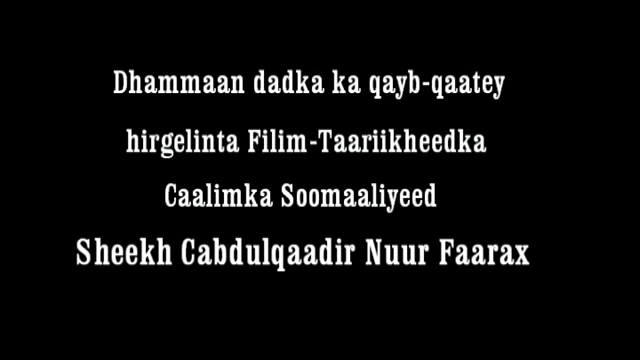 Dhammaan dadka ka qayb-qaatey
hirgelinta Filim-Taariikheedka
Caalimka Soomaaliyeed
Sheekh Cabdulqaadir Nuur Faarax